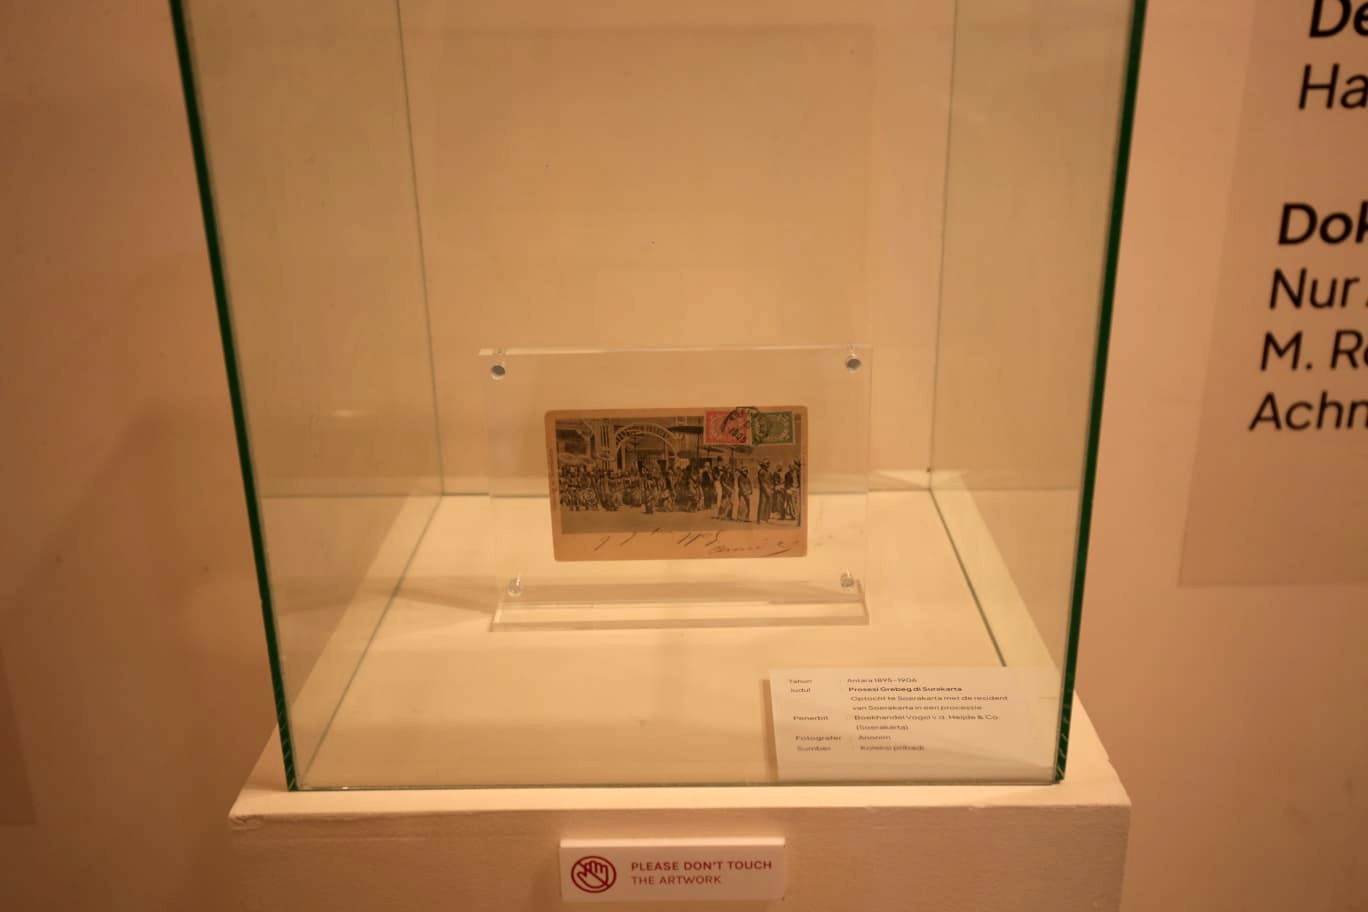 De
Ha
Dok
Nur
M. Re
Achm
Tahun : Antara 1895-1906
Judul : Prosesi Grebeg di Surakarta
Optocht te Soerakarta met de resident
van Soerakarta in een processie
Penerbit : Boekhandel Vogel v.d. Heijde & Co.
(Soerakarta)
Fotografer : Anonim
Sumber : Koleksi pribadi
PLEASE DON'T TOUCH
THE ARTWORK